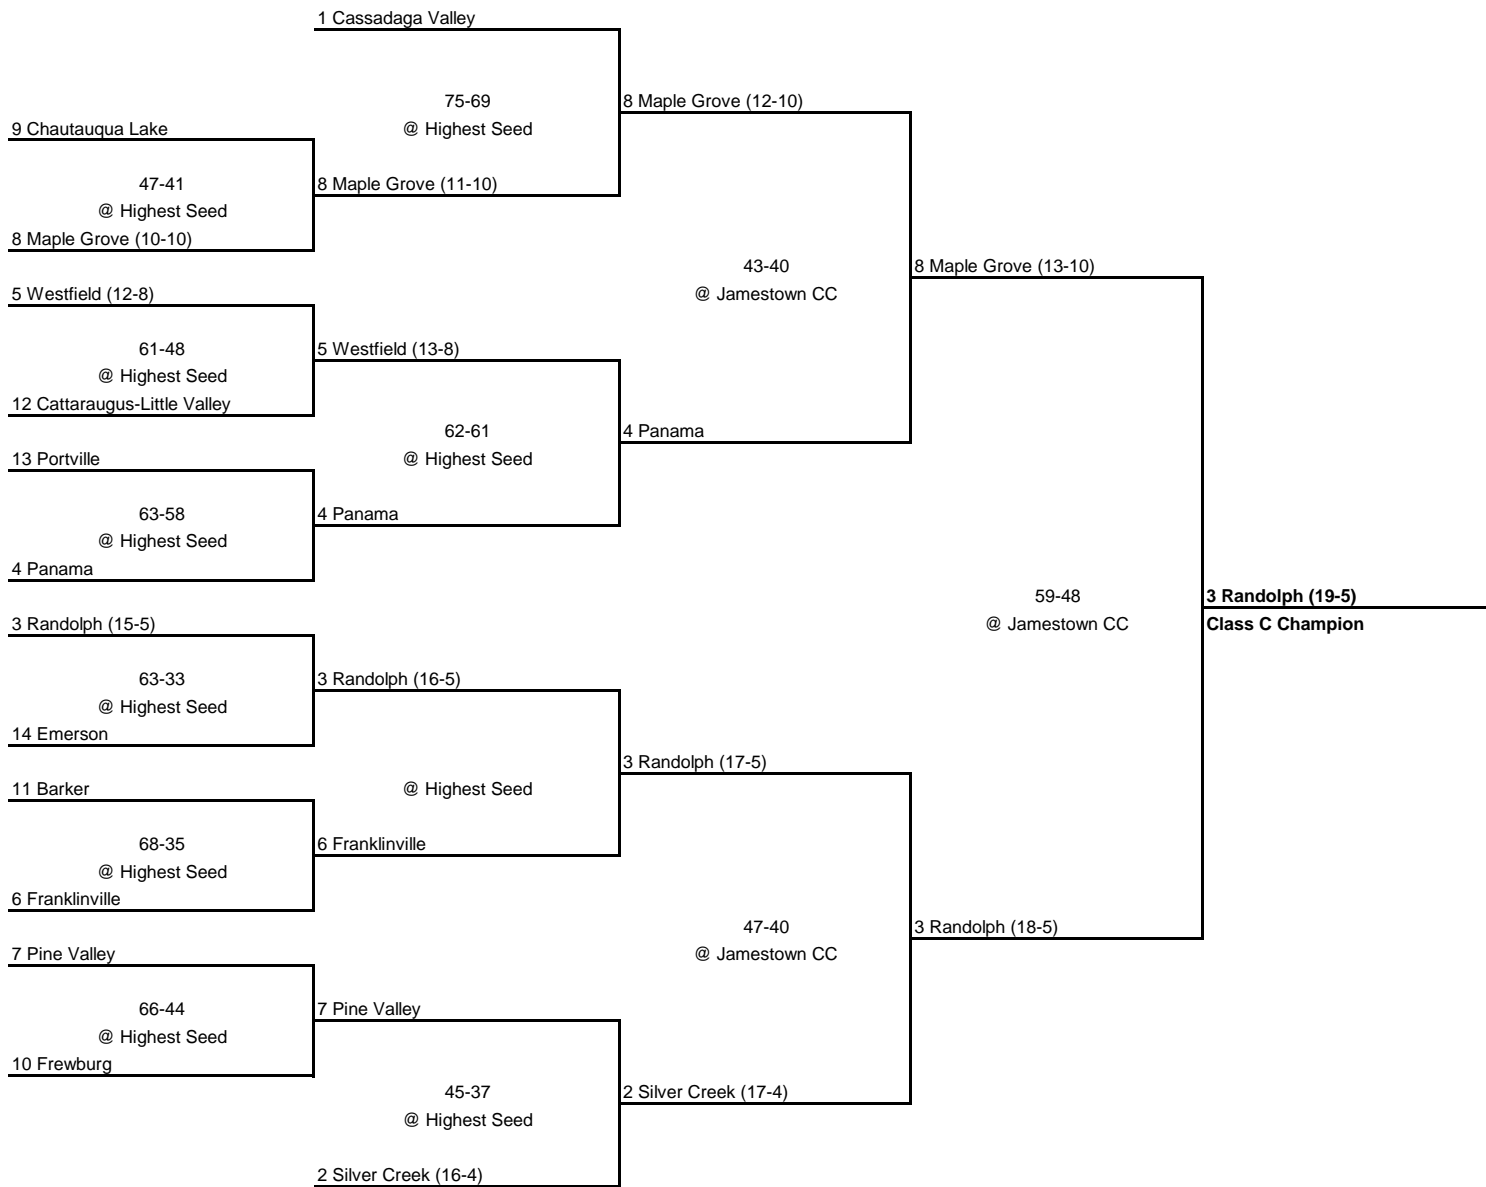 1 Cassadaga Valley
75-69
@ Highest Seed
8 Maple Grove (12-10)
9 Chautauqua Lake
47-41
@ Highest Seed
8 Maple Grove (11-10)
8 Maple Grove (10-10)
43-40
@ Jamestown CC
8 Maple Grove (13-10)
5 Westfield (12-8)
61-48
@ Highest Seed
5 Westfield (13-8)
12 Cattaraugus-Little Valley
62-61
@ Highest Seed
4 Panama
13 Portville
63-58
@ Highest Seed
4 Panama
4 Panama
59-48
@ Jamestown CC
3 Randolph (19-5)
Class C Champion
3 Randolph (15-5)
63-33
@ Highest Seed
3 Randolph (16-5)
14 Emerson
3 Randolph (17-5)
11 Barker
@ Highest Seed
68-35
@ Highest Seed
6 Franklinville
6 Franklinville
47-40
@ Jamestown CC
3 Randolph (18-5)
7 Pine Valley
66-44
@ Highest Seed
7 Pine Valley
10 Frewburg
45-37
@ Highest Seed
2 Silver Creek (17-4)
2 Silver Creek (16-4)